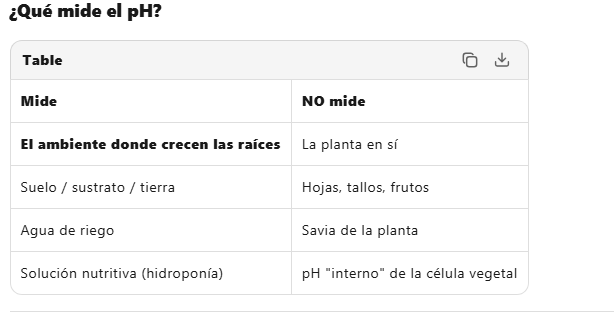 ¿Qué mide el pH?
Table
Mide NO mide
El ambiente donde crecen las raíces La planta en sí
Suelo / sustrato / tierra Hojas, tallos, frutos
Agua de riego Savia de la planta
Solución nutritiva (hidroponía) pH "interno" de la célula vegetal